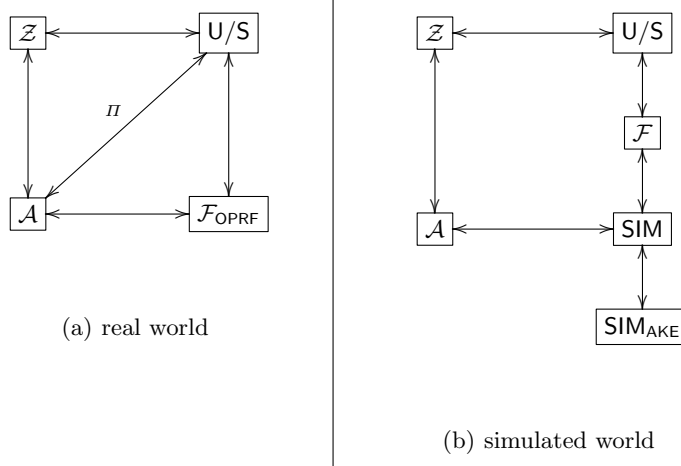 𝒵
U/S
Π
𝒜
ℱ_OPRF
(a) real world
𝒵
U/S
ℱ
𝒜
SIM
SIM_AKE
(b) simulated world